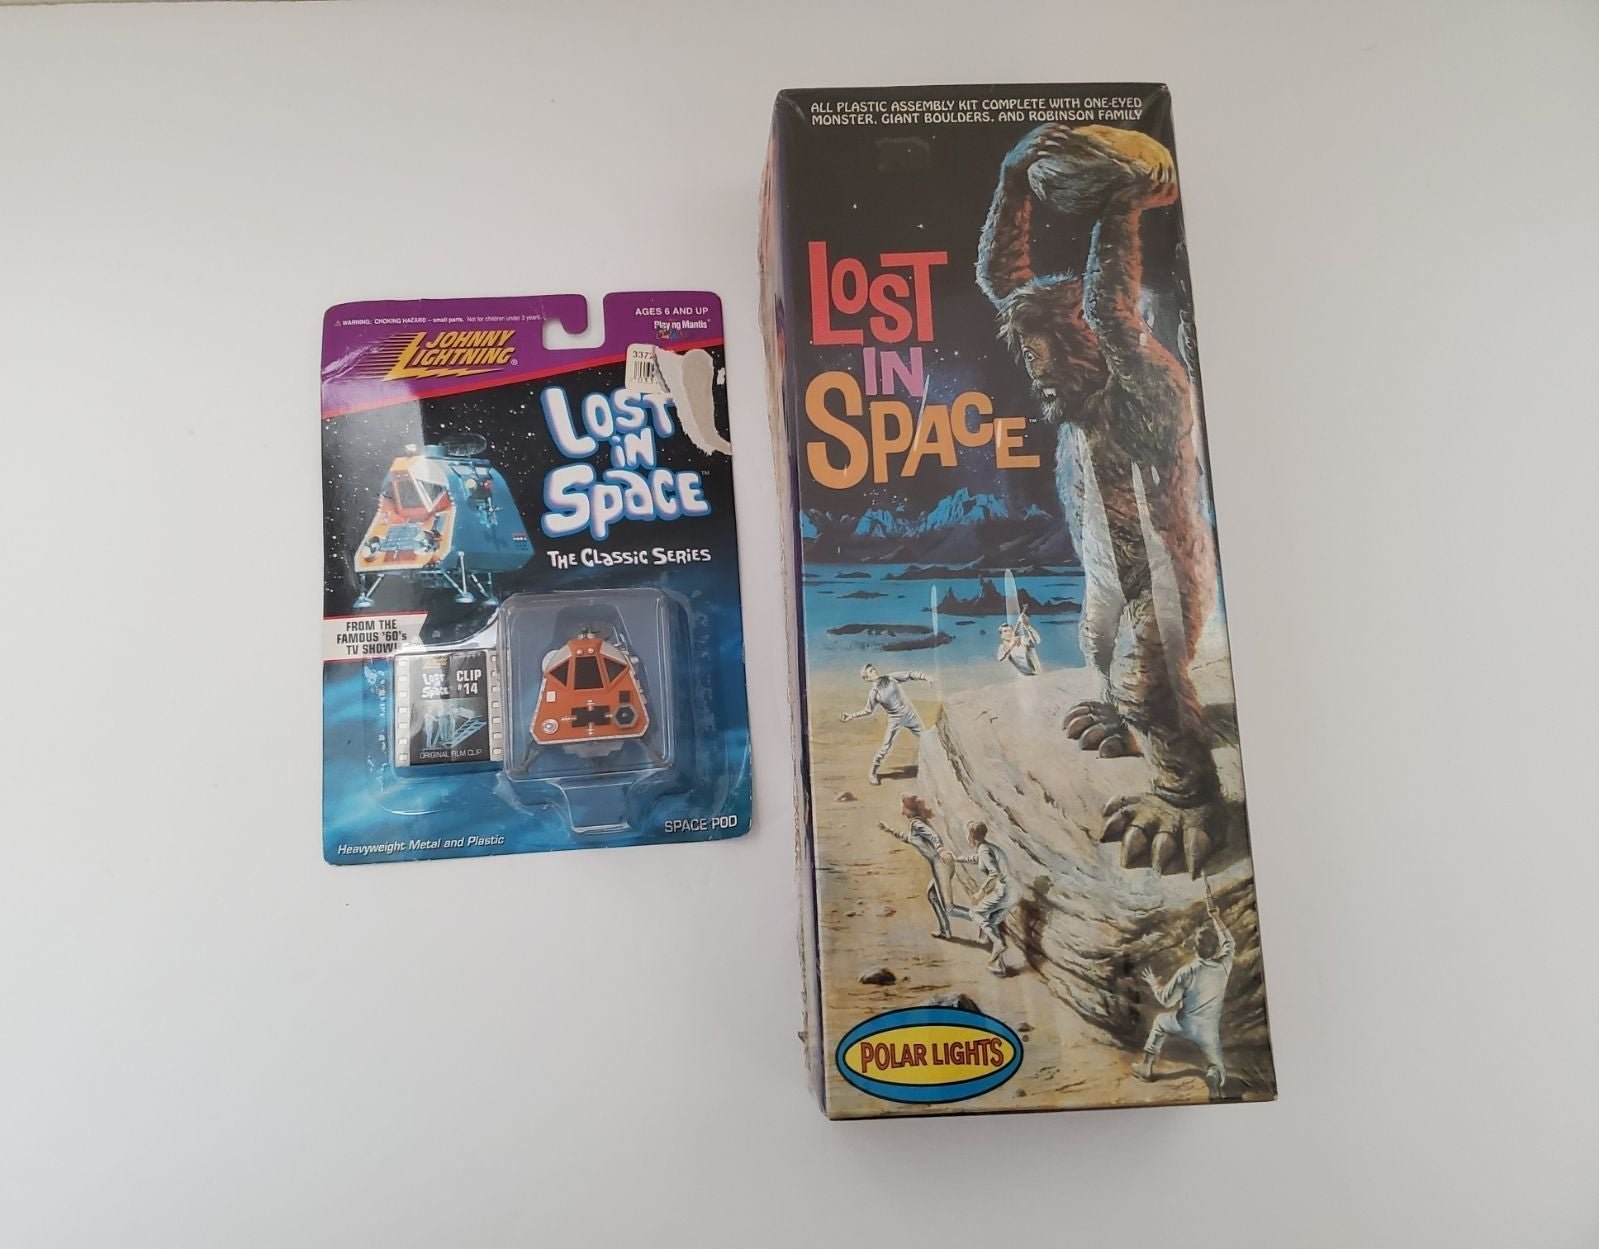 ⚠ WARNING: CHOKING HAZARD – small parts. Not for children under 3 years.
AGES 6 AND UP
Playing Mantis®
JOHNNY
LIGHTNING®
3372
LOST
IN
SPACE™
THE CLASSIC SERIES
FROM THE
FAMOUS '60's
TV SHOW!
LOST
IN
SPACE
CLIP
#14
ORIGINAL FILM CLIP
SPACE POD
Heavyweight Metal and Plastic
ALL PLASTIC ASSEMBLY KIT COMPLETE WITH ONE-EYED
MONSTER, GIANT BOULDERS, AND ROBINSON FAMILY
LOST
IN
SPACE™
POLAR LIGHTS®